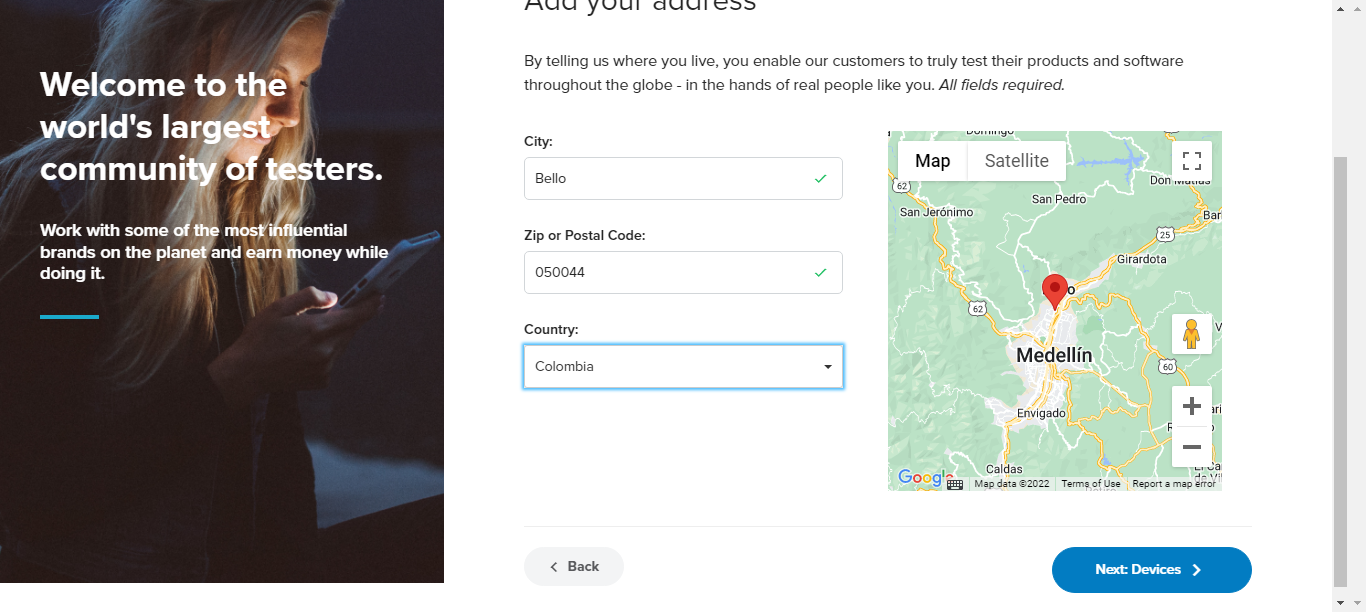 Add your address
Welcome to the
world's largest
community of testers.
Work with some of the most influential
brands on the planet and earn money while
doing it.
By telling us where you live, you enable our customers to truly test their products and software
throughout the globe - in the hands of real people like you. All fields required.
City:
Bello
Zip or Postal Code:
050044
Country:
Colombia
Map
Satellite
62
San Jerónimo
San Pedro
25
Girardota
62
Medellín
60
Envigado
Caldas
Google
Map data ©2022
Terms of Use
Report a map error
Back
Next: Devices